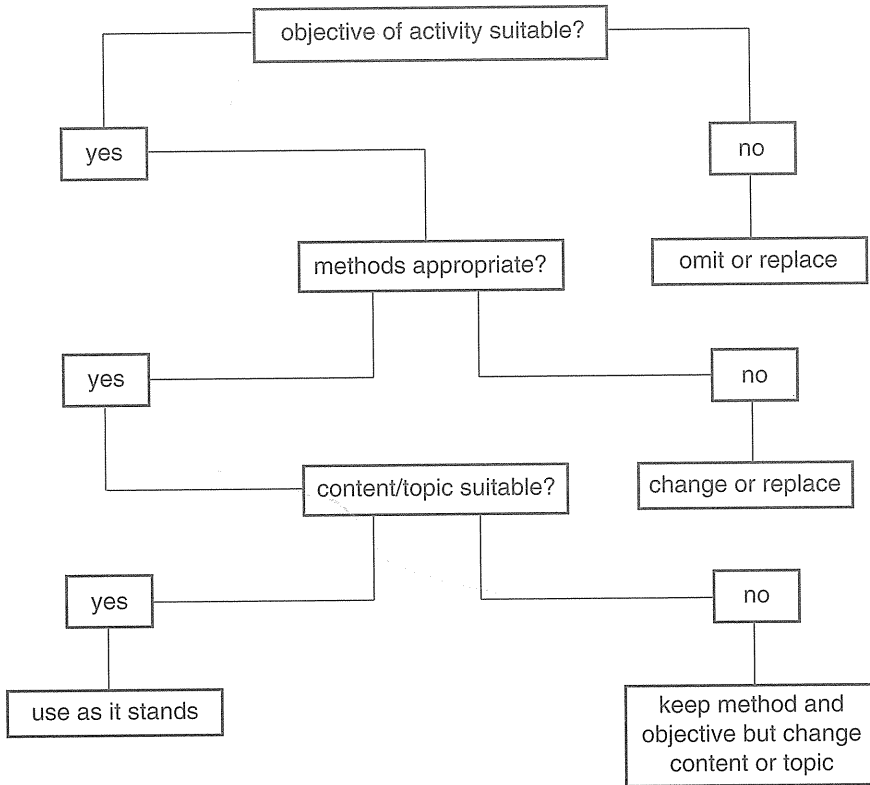 objective of activity suitable?
yes
no
omit or replace
methods appropriate?
yes
no
change or replace
content/topic suitable?
yes
no
use as it stands
keep method and
objective but change
content or topic